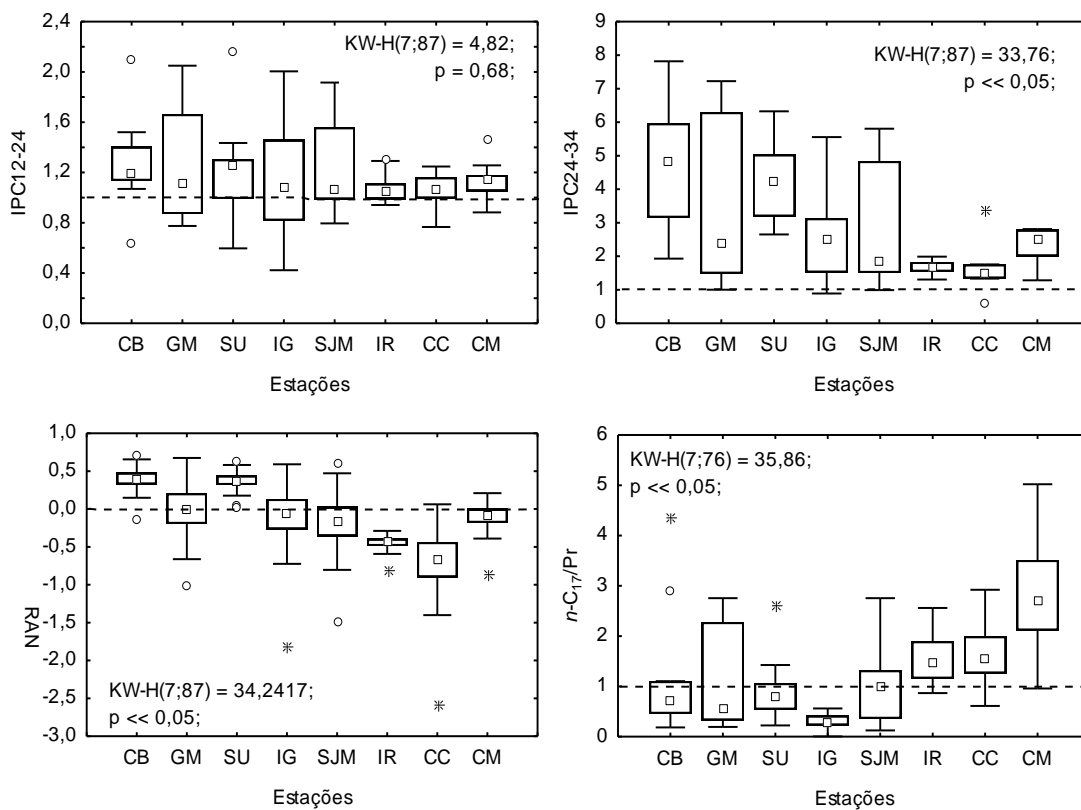 IPC12-24
2,4
2,0
1,6
1,2
0,8
0,4
0,0
KW-H(7;87) = 4,82;
p = 0,68;
CB GM SU IG SJM IR CC CM
Estações
IPC24-34
9
8
7
6
5
4
3
2
1
0
KW-H(7;87) = 33,76;
p << 0,05;
CB GM SU IG SJM IR CC CM
Estações
RAN
1,0
0,5
0,0
-0,5
-1,0
-1,5
-2,0
-2,5
-3,0
KW-H(7;87) = 34,2417;
p << 0,05;
CB GM SU IG SJM IR CC CM
Estações
n-C₁₇/Pr
6
5
4
3
2
1
0
KW-H(7;76) = 35,86;
p << 0,05;
CB GM SU IG SJM IR CC CM
Estações